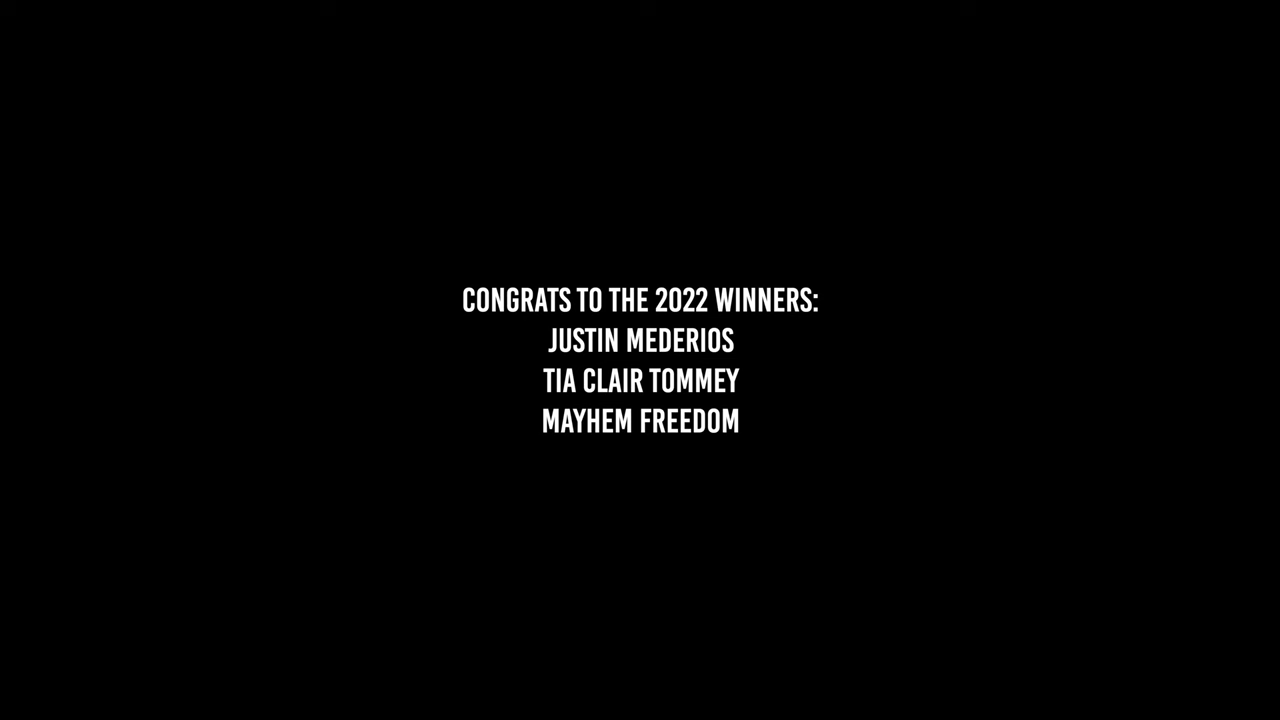 CONGRATS TO THE 2022 WINNERS:
JUSTIN MEDERIOS
TIA CLAIR TOMMEY
MAYHEM FREEDOM